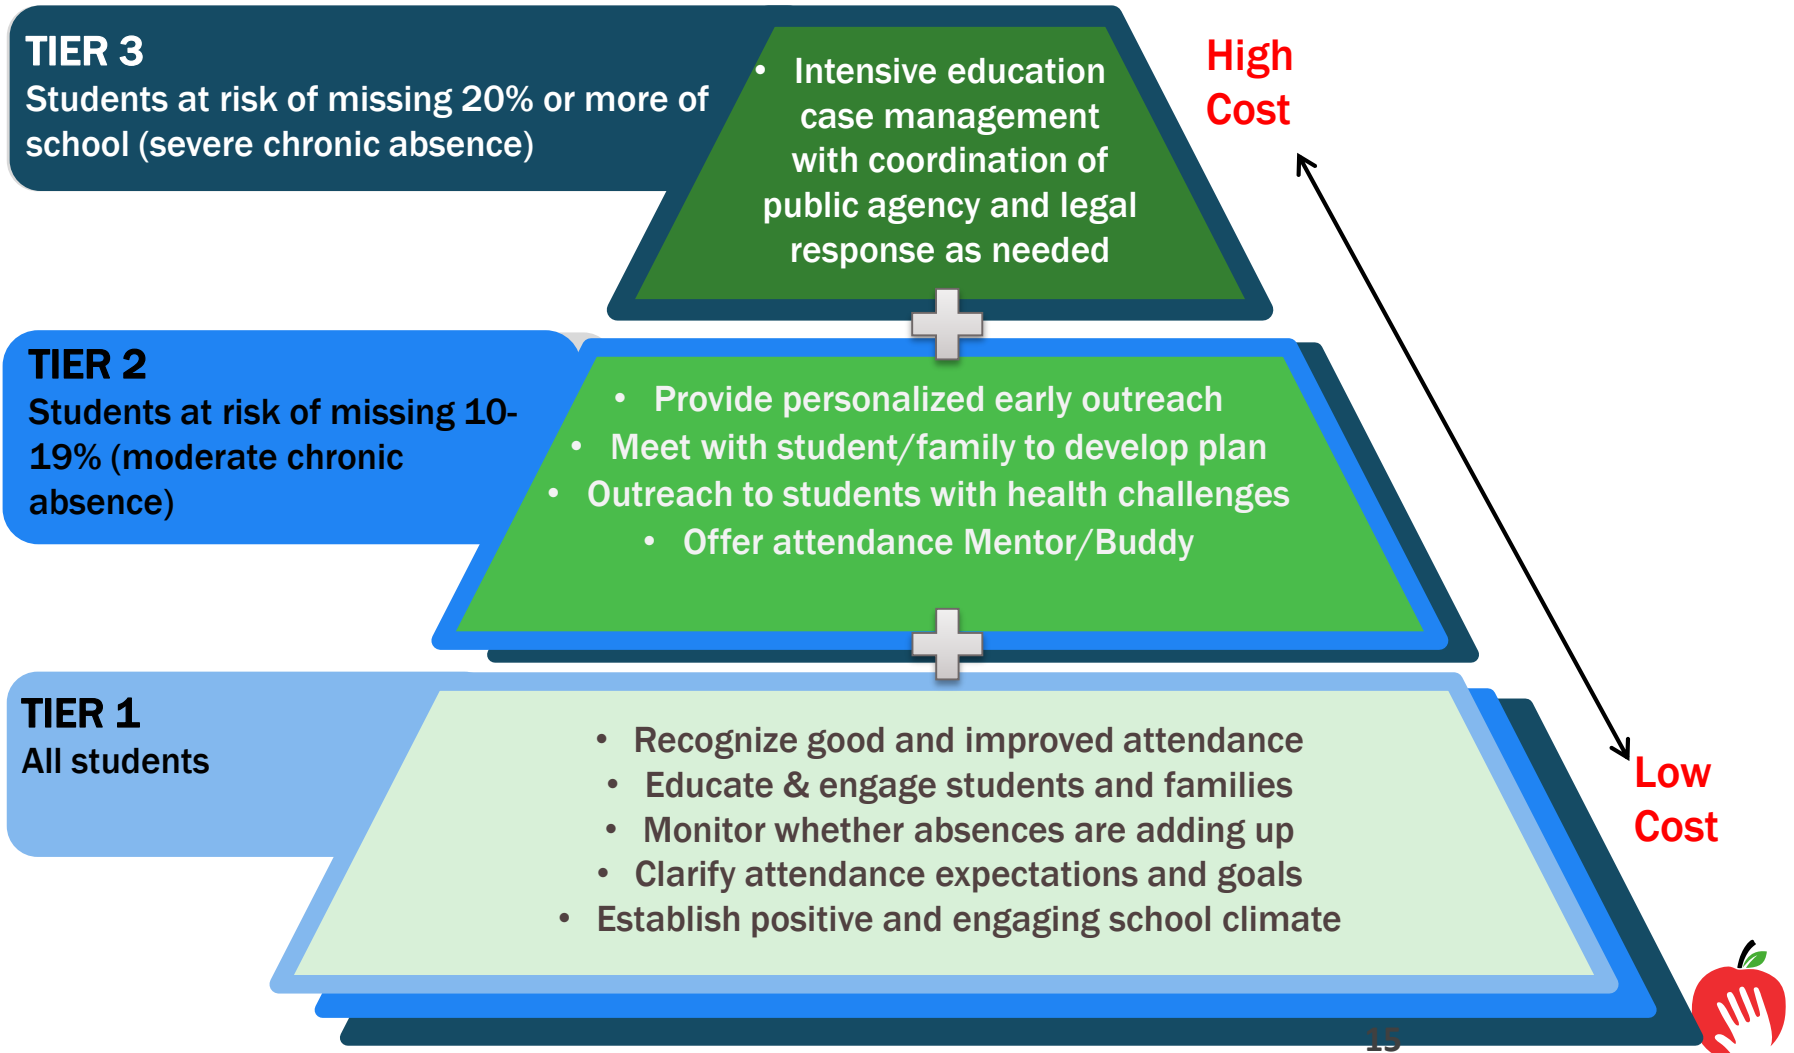 TIER 3
Students at risk of missing 20% or more of
school (severe chronic absence)
• Intensive education
case management
with coordination of
public agency and legal
response as needed
High
Cost
TIER 2
Students at risk of missing 10-
19% (moderate chronic
absence)
• Provide personalized early outreach
• Meet with student/family to develop plan
• Outreach to students with health challenges
• Offer attendance Mentor/Buddy
TIER 1
All students
• Recognize good and improved attendance
• Educate & engage students and families
• Monitor whether absences are adding up
• Clarify attendance expectations and goals
• Establish positive and engaging school climate
Low
Cost
15